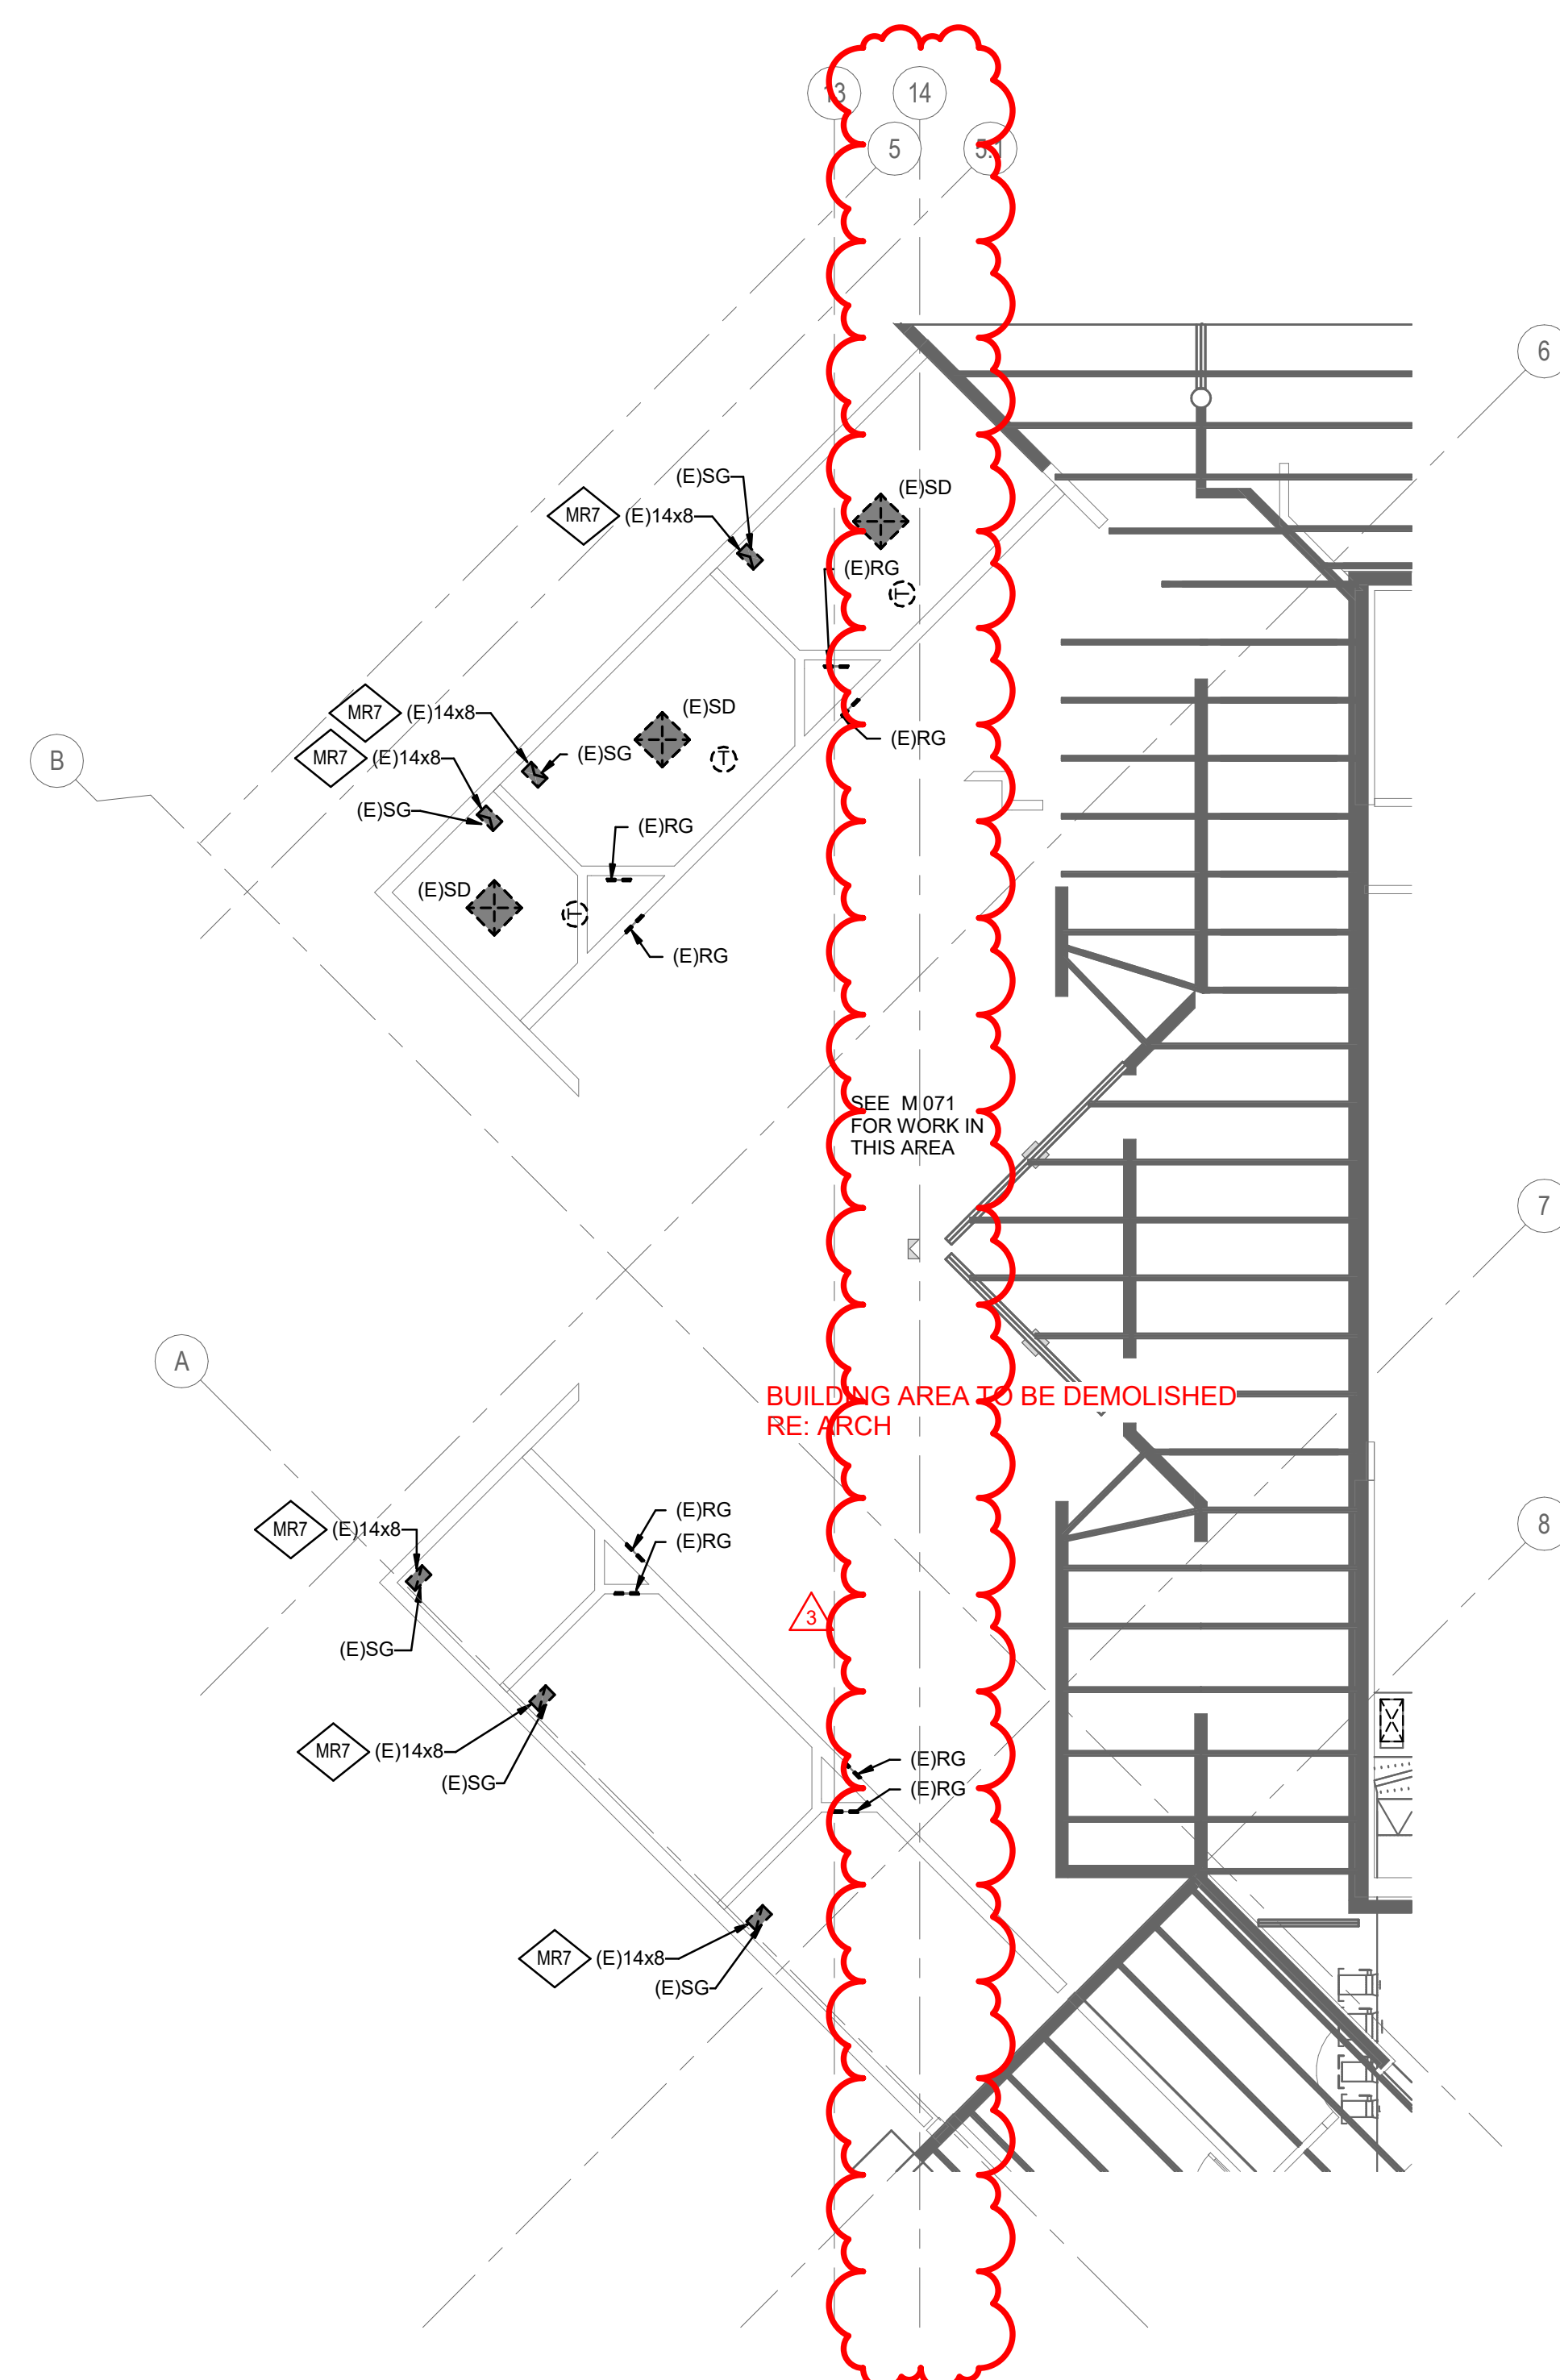 13
14
5
5.1
6
(E)SG
MR7 (E)14x8
(E)SD
(E)RG
T
MR7 (E)14x8
(E)SD
(E)RG
MR7 (E)14x8
(E)SG
T
B
(E)SG
(E)RG
(E)SD
T
(E)RG
SEE M 071
FOR WORK IN
THIS AREA
7
A
BUILDING AREA TO BE DEMOLISHED
RE: ARCH
(E)RG
MR7 (E)14x8
8
(E)RG
3
(E)SG
MR7 (E)14x8
(E)RG
(E)SG
(E)RG
MR7 (E)14x8
(E)SG